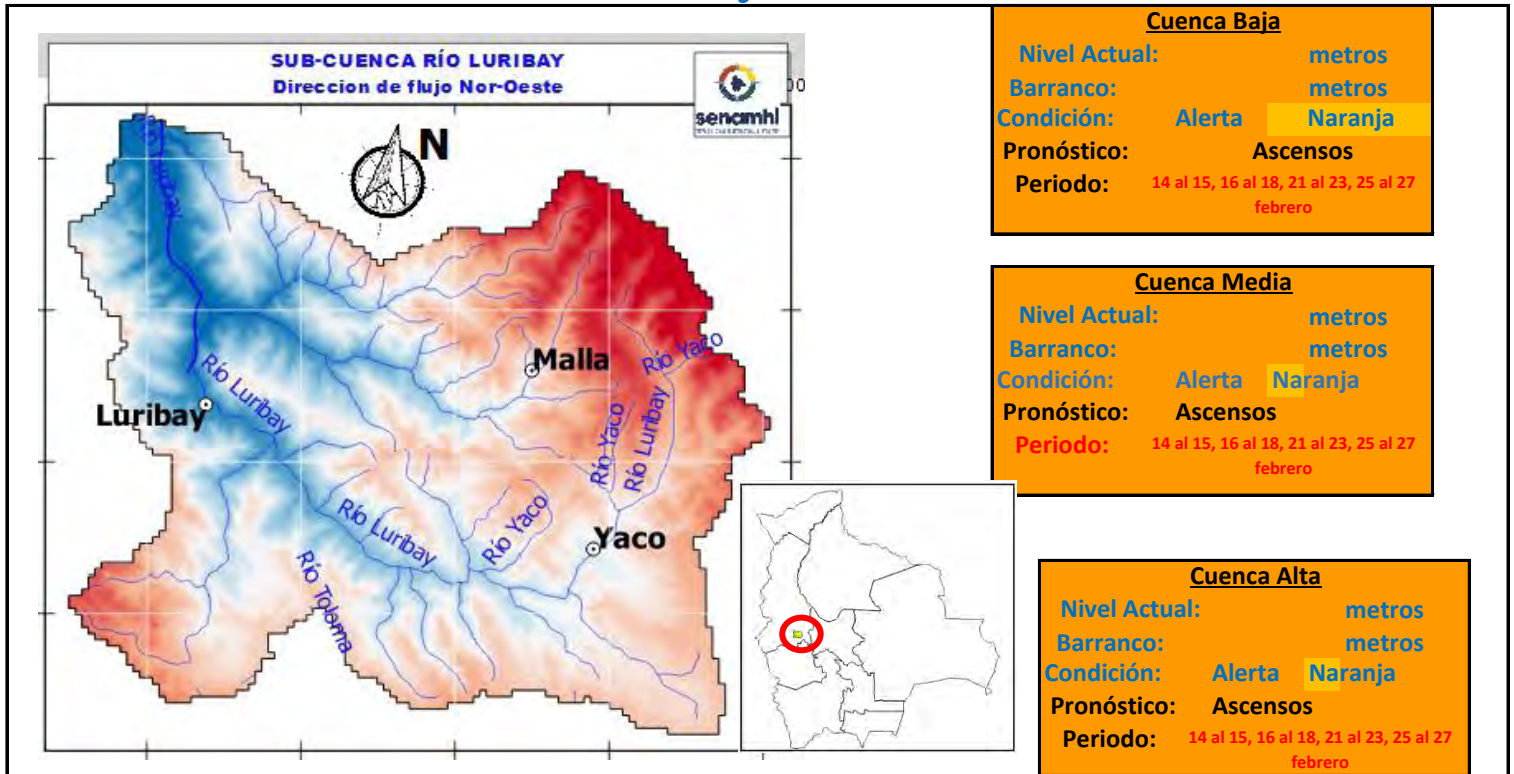 SUB-CUENCA RÍO LURIBAY
Direccion de flujo Nor-Oeste
senamhi
N
Malla
Río Yaco
Río Luribay
Luribay
Río Yaco
Río Luribay
Río Luribay
Río Yaco
Yaco
Río Toloma
Cuenca Baja
Nivel Actual: metros
Barranco: metros
Condición: Alerta Naranja
Pronóstico: Ascensos
Periodo: 14 al 15, 16 al 18, 21 al 23, 25 al 27
febrero
Cuenca Media
Nivel Actual: metros
Barranco: metros
Condición: Alerta Naranja
Pronóstico: Ascensos
Periodo: 14 al 15, 16 al 18, 21 al 23, 25 al 27
febrero
Cuenca Alta
Nivel Actual: metros
Barranco: metros
Condición: Alerta Naranja
Pronóstico: Ascensos
Periodo: 14 al 15, 16 al 18, 21 al 23, 25 al 27
febrero